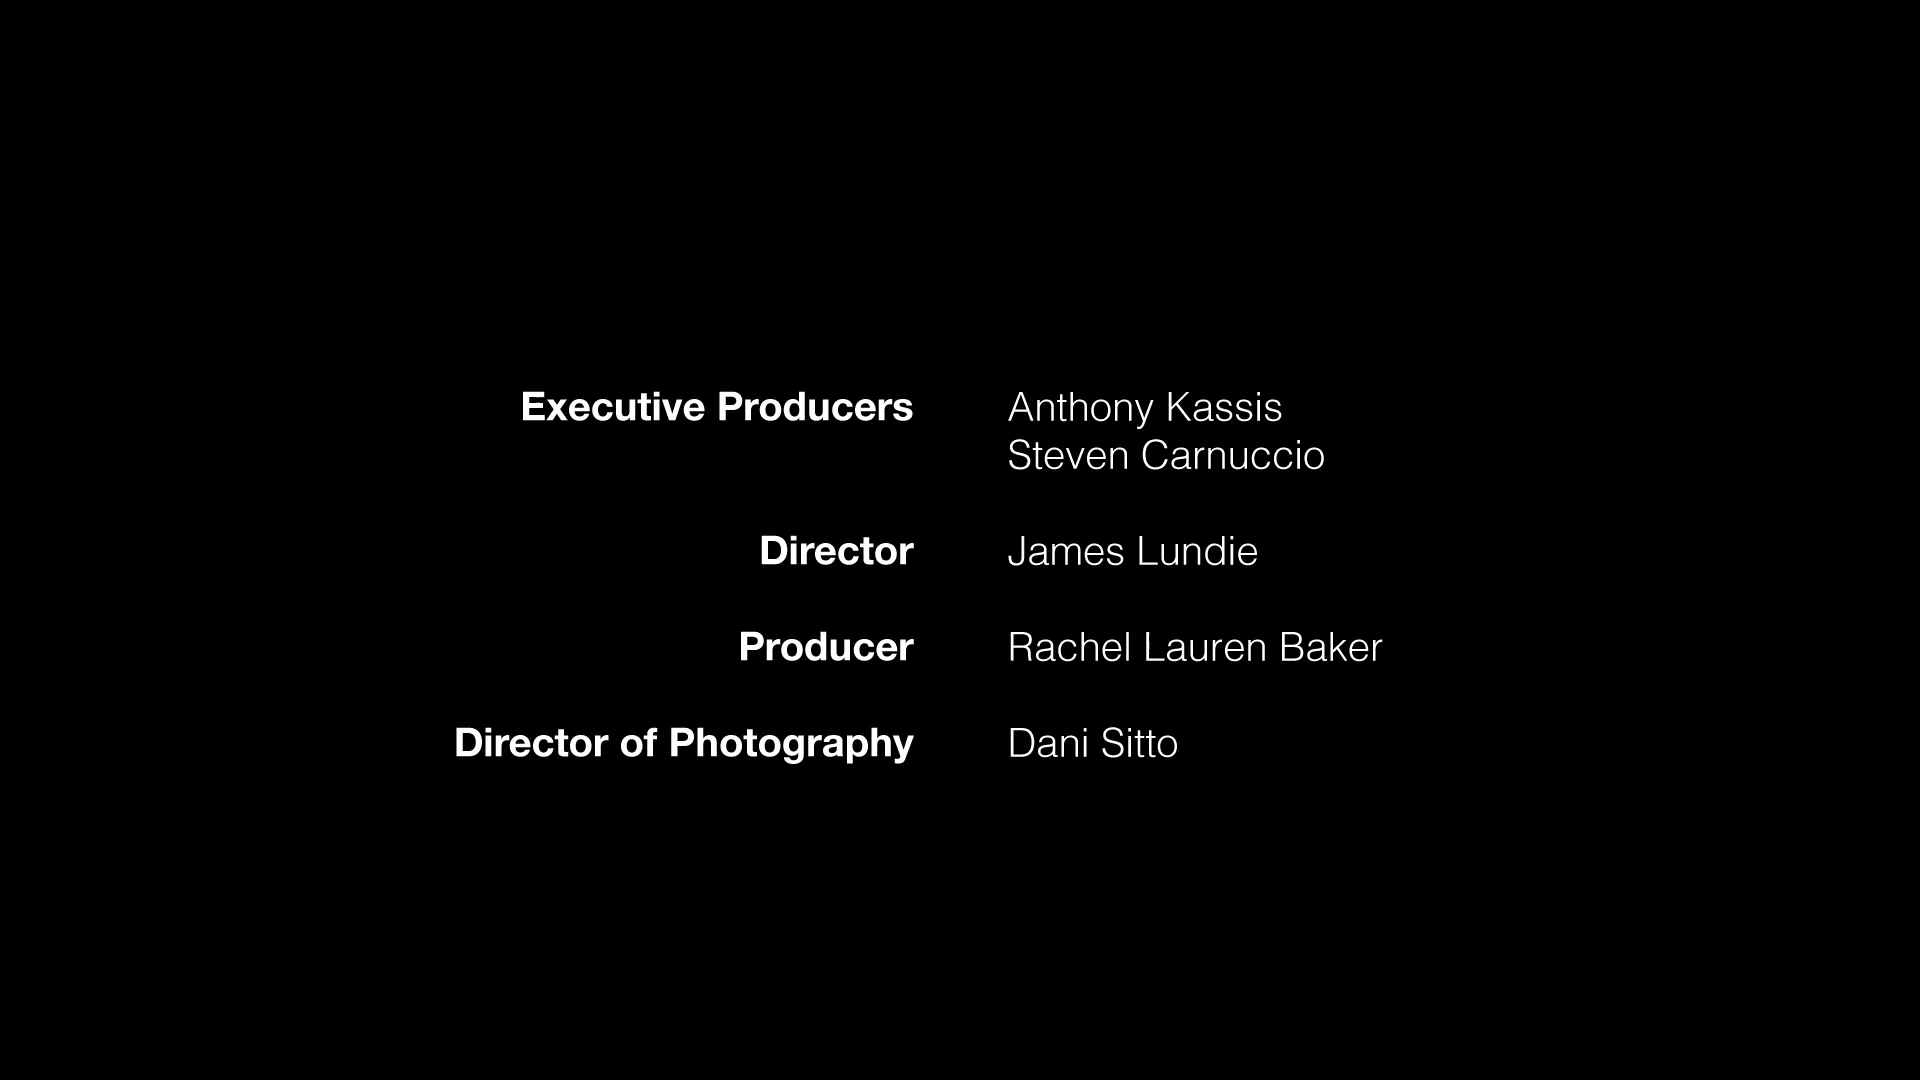 Executive Producers Anthony Kassis
Steven Carnuccio
Director James Lundie
Producer Rachel Lauren Baker
Director of Photography Dani Sitto